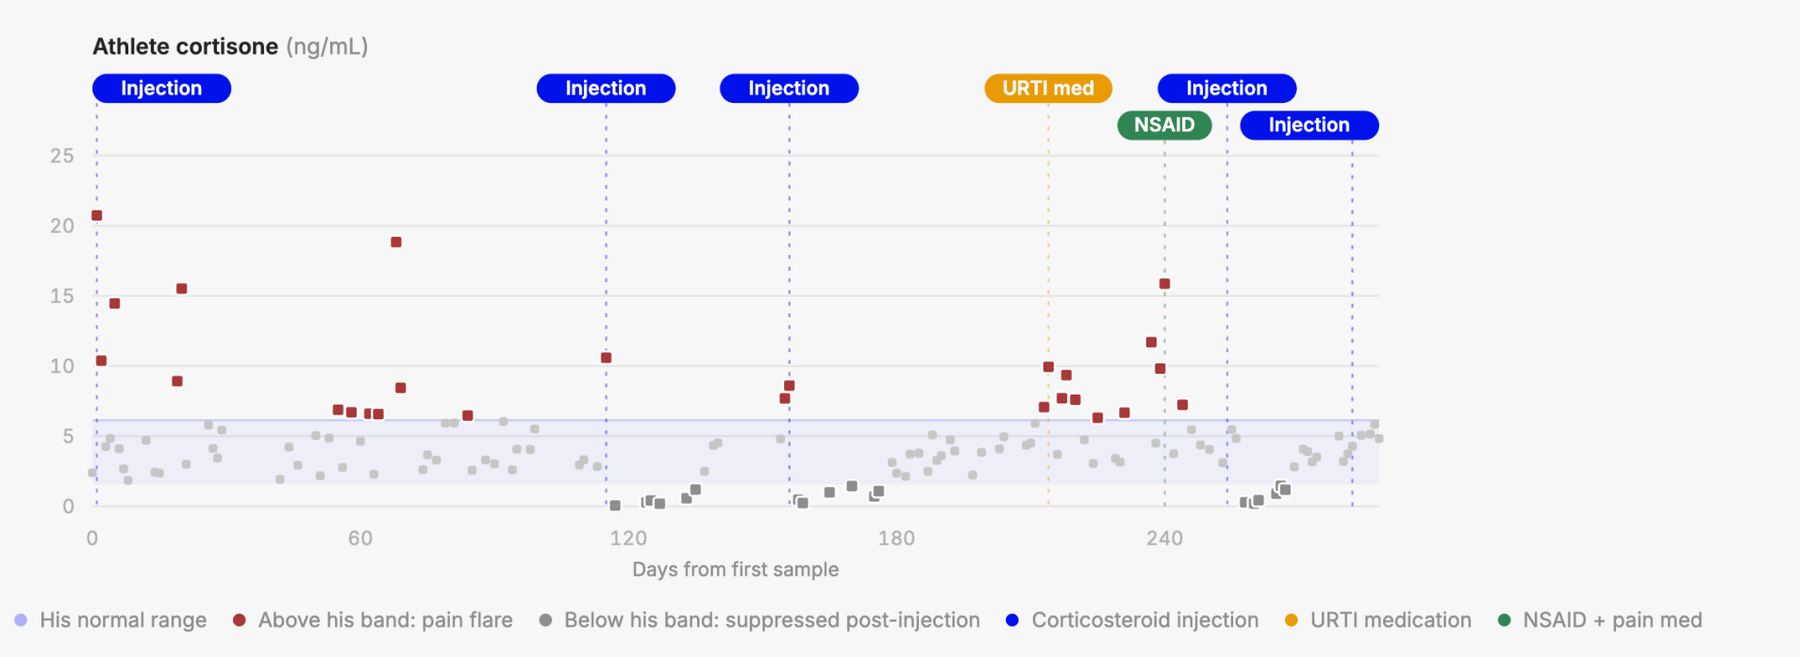 Athlete cortisone (ng/mL)
Injection
Injection
Injection
URTI med
Injection
NSAID
Injection
25
20
15
10
5
0
0
60
120
180
240
Days from first sample
His normal range
Above his band: pain flare
Below his band: suppressed post-injection
Corticosteroid injection
URTI medication
NSAID + pain med